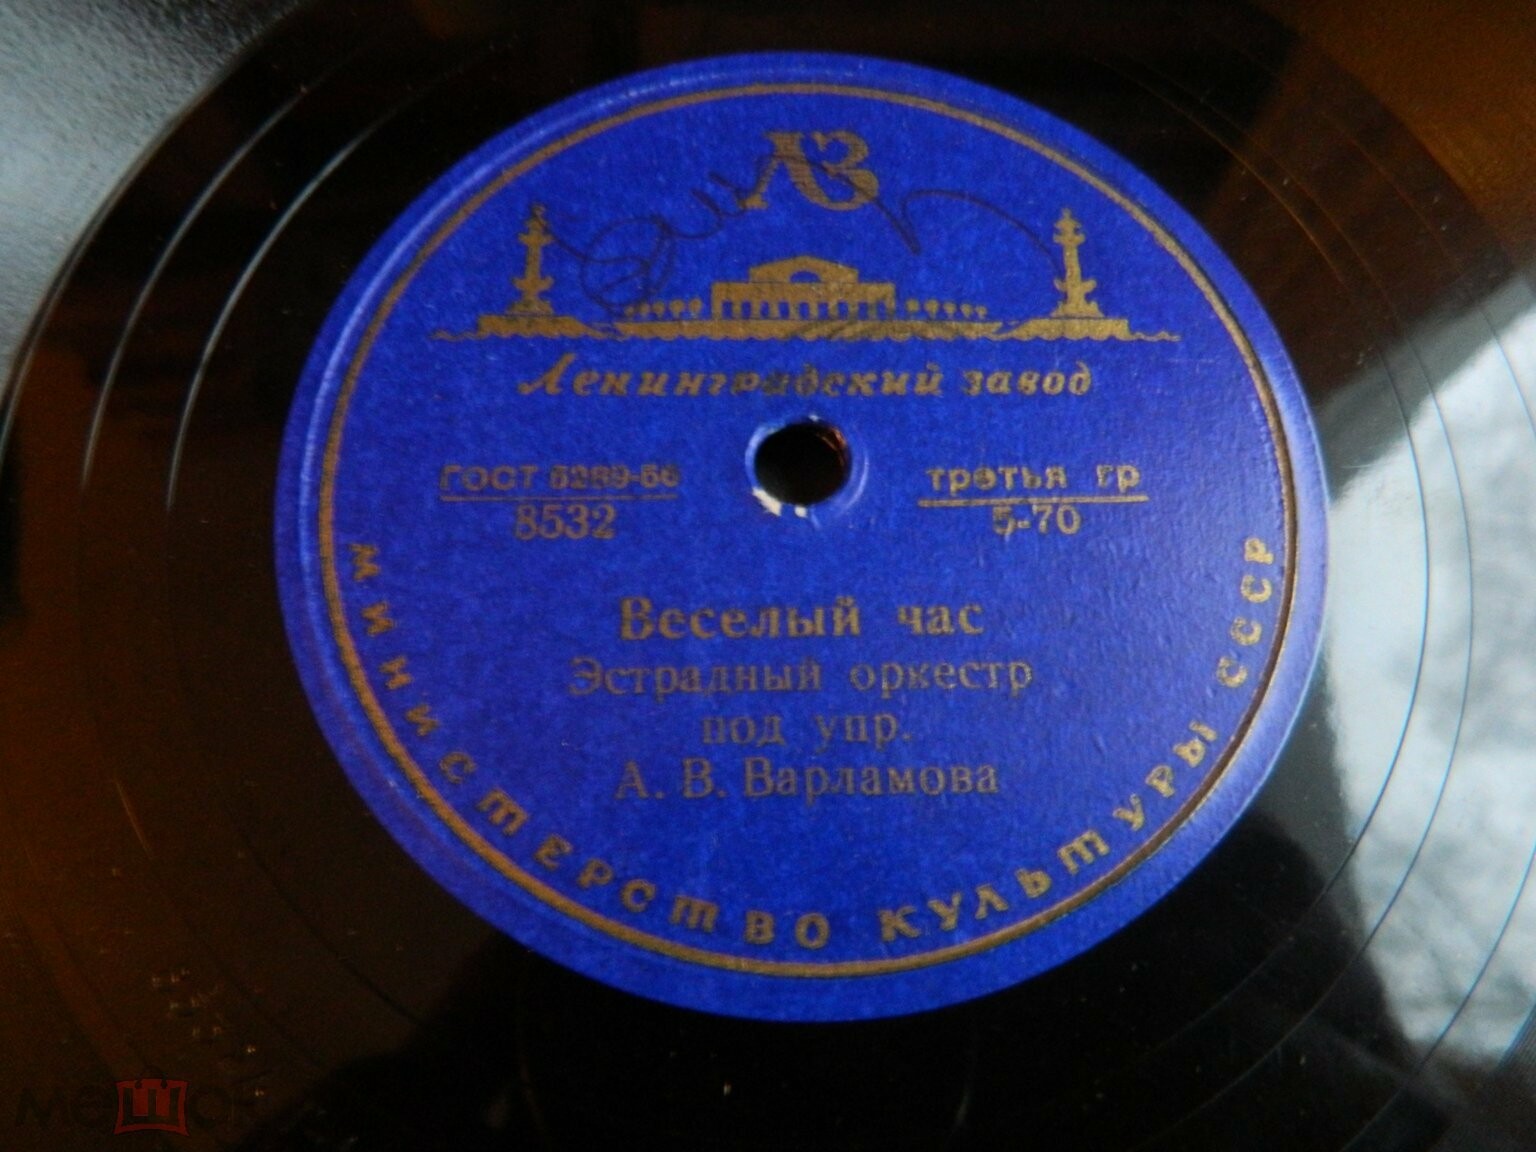 ЛЗ
Ленинградский завод
ГОСТ 5289-56
8532
третья гр
5-70
Веселый час
Эстрадный оркестр
под упр.
А. В. Варламова
МИНИСТЕРСТВО КУЛЬТУРЫ СССР
мешок